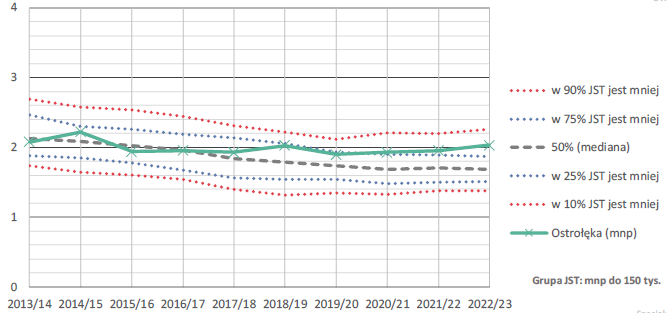 4
3
2
1
0
2013/14 2014/15 2015/16 2016/17 2017/18 2018/19 2019/20 2020/21 2021/22 2022/23
w 90% JST jest mniej
w 75% JST jest mniej
50% (mediana)
w 25% JST jest mniej
w 10% JST jest mniej
Ostrołęka (mnp)
Grupa JST: mnp do 150 tys.